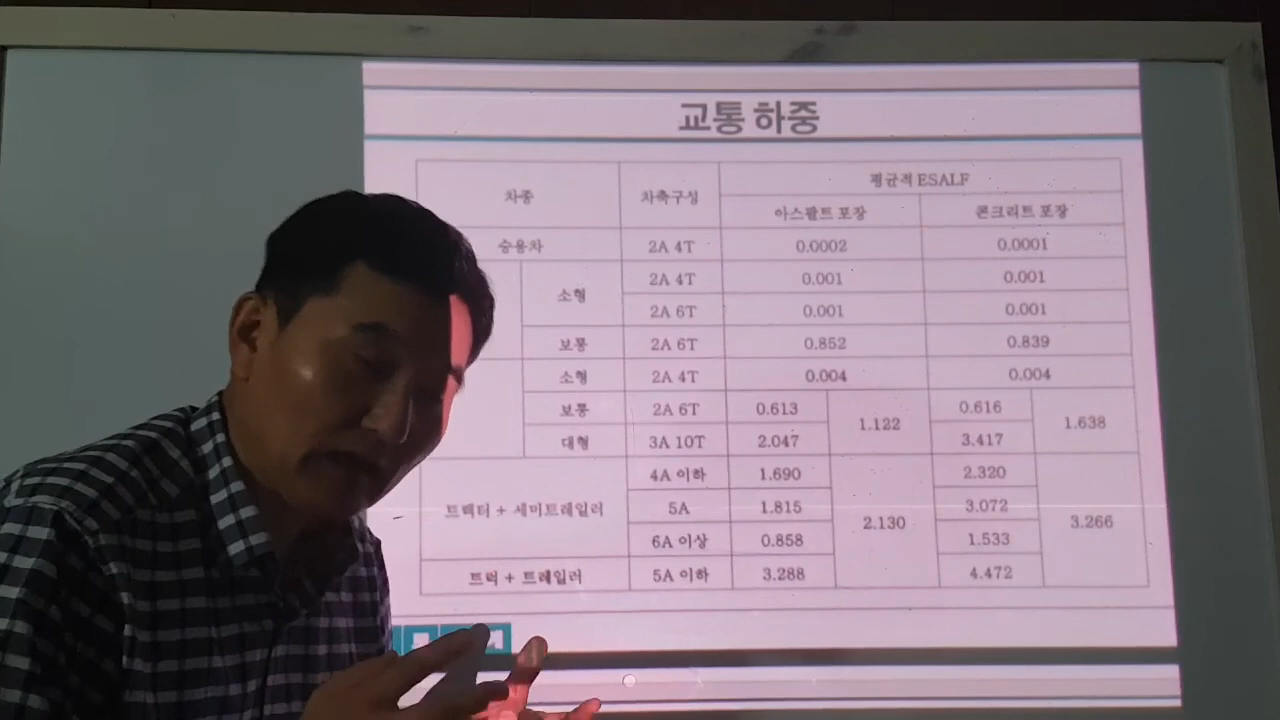 교통 하중
차종 차축구성 평균적 ESALF
아스팔트 포장 콘크리트 포장
승용차 2A 4T 0.0002 0.0001
소형 2A 4T 0.001 0.001
2A 6T 0.001 0.001
보통 2A 6T 0.852 0.839
소형 2A 4T 0.004 0.004
보통 2A 6T 0.613 1.122 0.616 1.638
대형 3A 10T 2.047 3.417
트랙터 + 세미트레일러 4A 이하 1.690 2.130 2.320 3.266
5A 1.815 3.072
6A 이상 0.858 1.533
트럭 + 트레일러 5A 이하 3.288 4.472